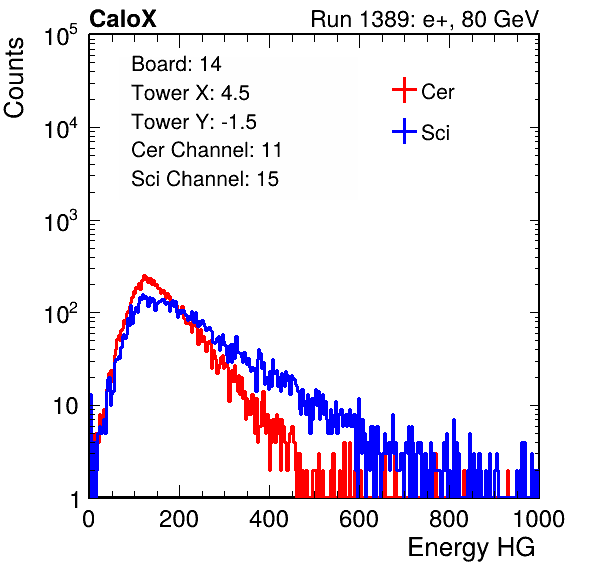 CaloX Run 1389: e+, 80 GeV
Counts
10^5
10^4
10^3
10^2
10
1
Board: 14
Tower X: 4.5
Tower Y: -1.5
Cer Channel: 11
Sci Channel: 15
Cer
Sci
0 200 400 600 800 1000
Energy HG